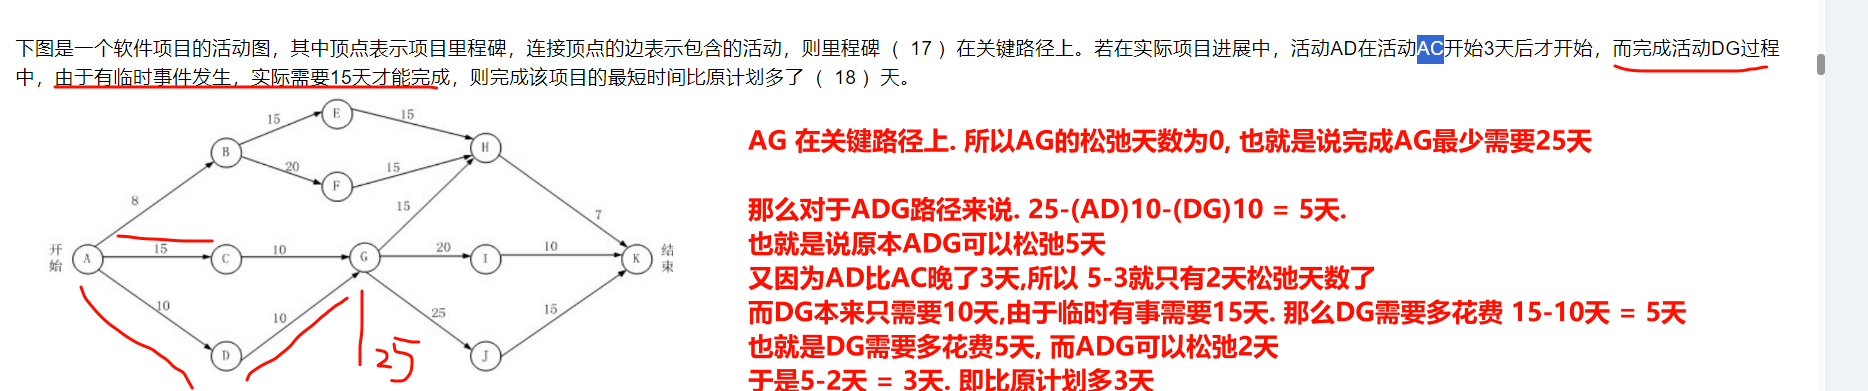 下图是一个软件项目的活动图，其中顶点表示项目里程碑，连接顶点的边表示包含的活动，则里程碑（ 17 ）在关键路径上。若在实际项目进展中，活动AD在活动AC开始3天后才开始，而完成活动DG过程
中，由于有临时事件发生，实际需要15天才能完成，则完成该项目的最短时间比原计划多了（ 18 ）天。
E
15
15
B
H
20
15
F
8
15
7
开始
A
15
C
10
G
20
I
10
K
结束
10
10
25
15
D
J
25
AG 在关键路径上. 所以AG的松弛天数为0, 也就是说完成AG最少需要25天
那么对于ADG路径来说. 25-(AD)10-(DG)10 = 5天.
也就是说原本ADG可以松弛5天
又因为AD比AC晚了3天,所以 5-3就只有2天松弛天数了
而DG本来只需要10天,由于临时有事需要15天. 那么DG需要多花费 15-10天 = 5天
也就是DG需要多花费5天, 而ADG可以松弛2天
于是5-2天 = 3天. 即比原计划多3天